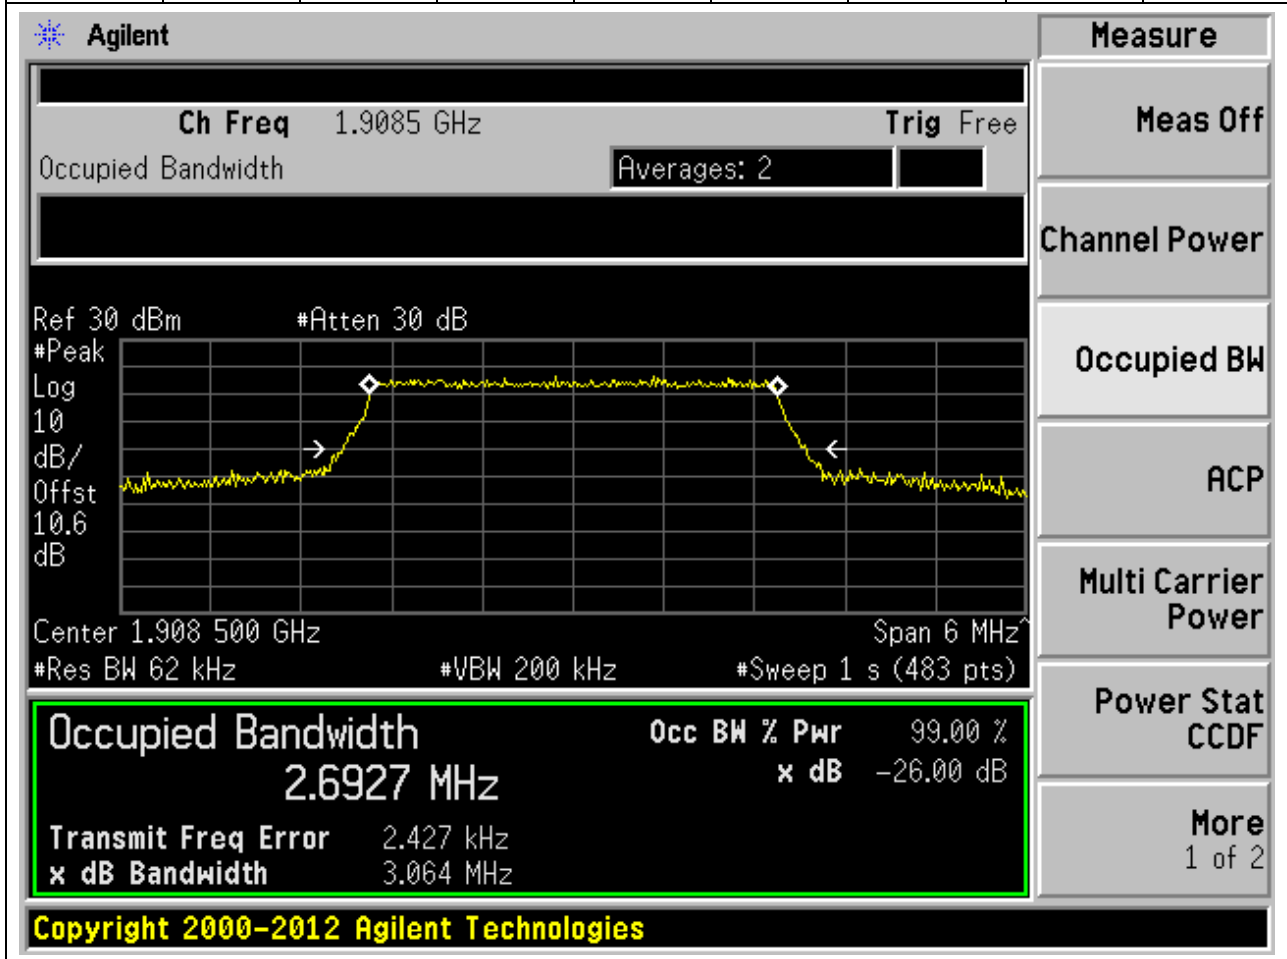 Agilent
Measure
Ch Freq 1.9085 GHz Trig Free
Occupied Bandwidth Averages: 2
Meas Off
Channel Power
Occupied BW
ACP
Multi Carrier
Power
Power Stat
CCDF
More
1 of 2
Ref 30 dBm #Atten 30 dB
#Peak
Log
10
dB/
Offst
10.6
dB
Center 1.908 500 GHz Span 6 MHz^
#Res BW 62 kHz #VBW 200 kHz #Sweep 1 s (483 pts)
Occupied Bandwidth Occ BW % Pwr 99.00 %
2.6927 MHz x dB -26.00 dB
Transmit Freq Error 2.427 kHz
x dB Bandwidth 3.064 MHz
Copyright 2000-2012 Agilent Technologies